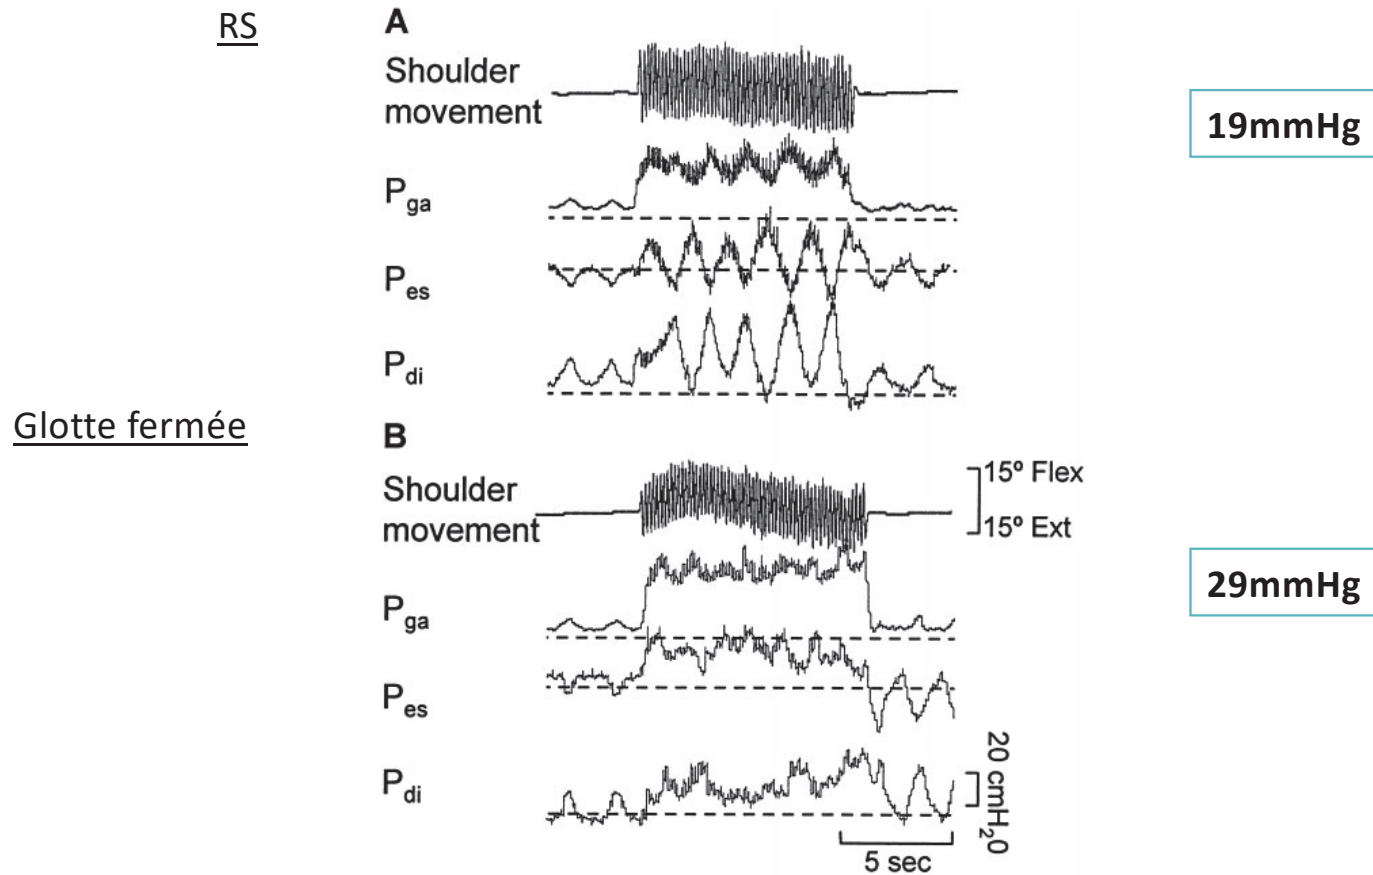 RS
A
Shoulder
movement
19mmHg
Pga
Pes
Pdi
Glotte fermée
B
Shoulder
movement
15º Flex
15º Ext
Pga
29mmHg
Pes
Pdi
20 cmH₂0
5 sec